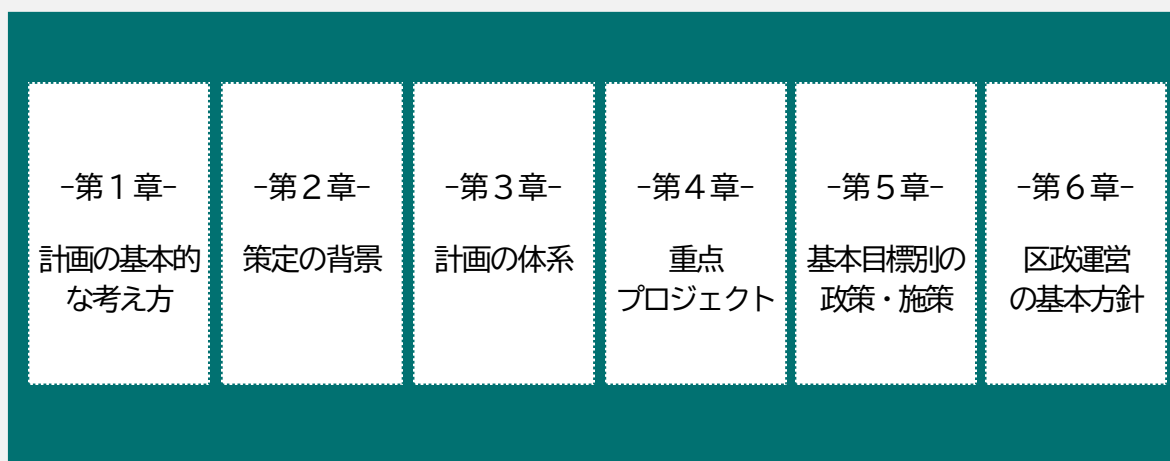 -第１章-
計画の基本的
な考え方
-第２章-
策定の背景
-第３章-
計画の体系
-第４章-
重点
プロジェクト
-第５章-
基本目標別の
政策・施策
-第６章-
区政運営
の基本方針